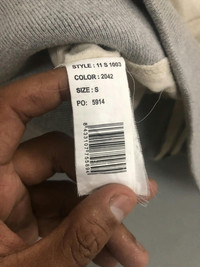 STYLE : 11 S 1003
COLOR : 2042
SIZE : S
PO: 5914